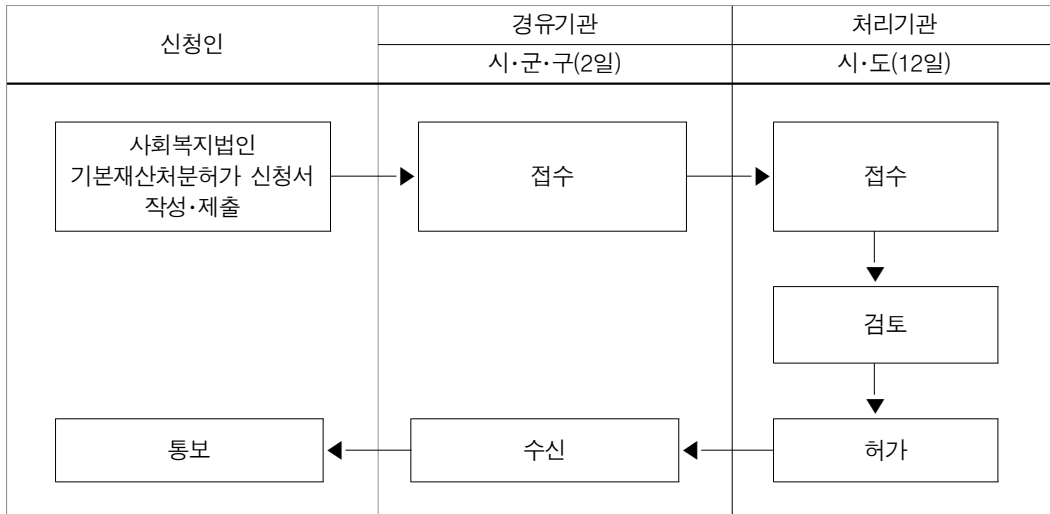 신청인
경유기관
처리기관
시·군·구(2일)
시·도(12일)
사회복지법인
기본재산처분허가 신청서
작성·제출
접수
접수
검토
통보
수신
허가